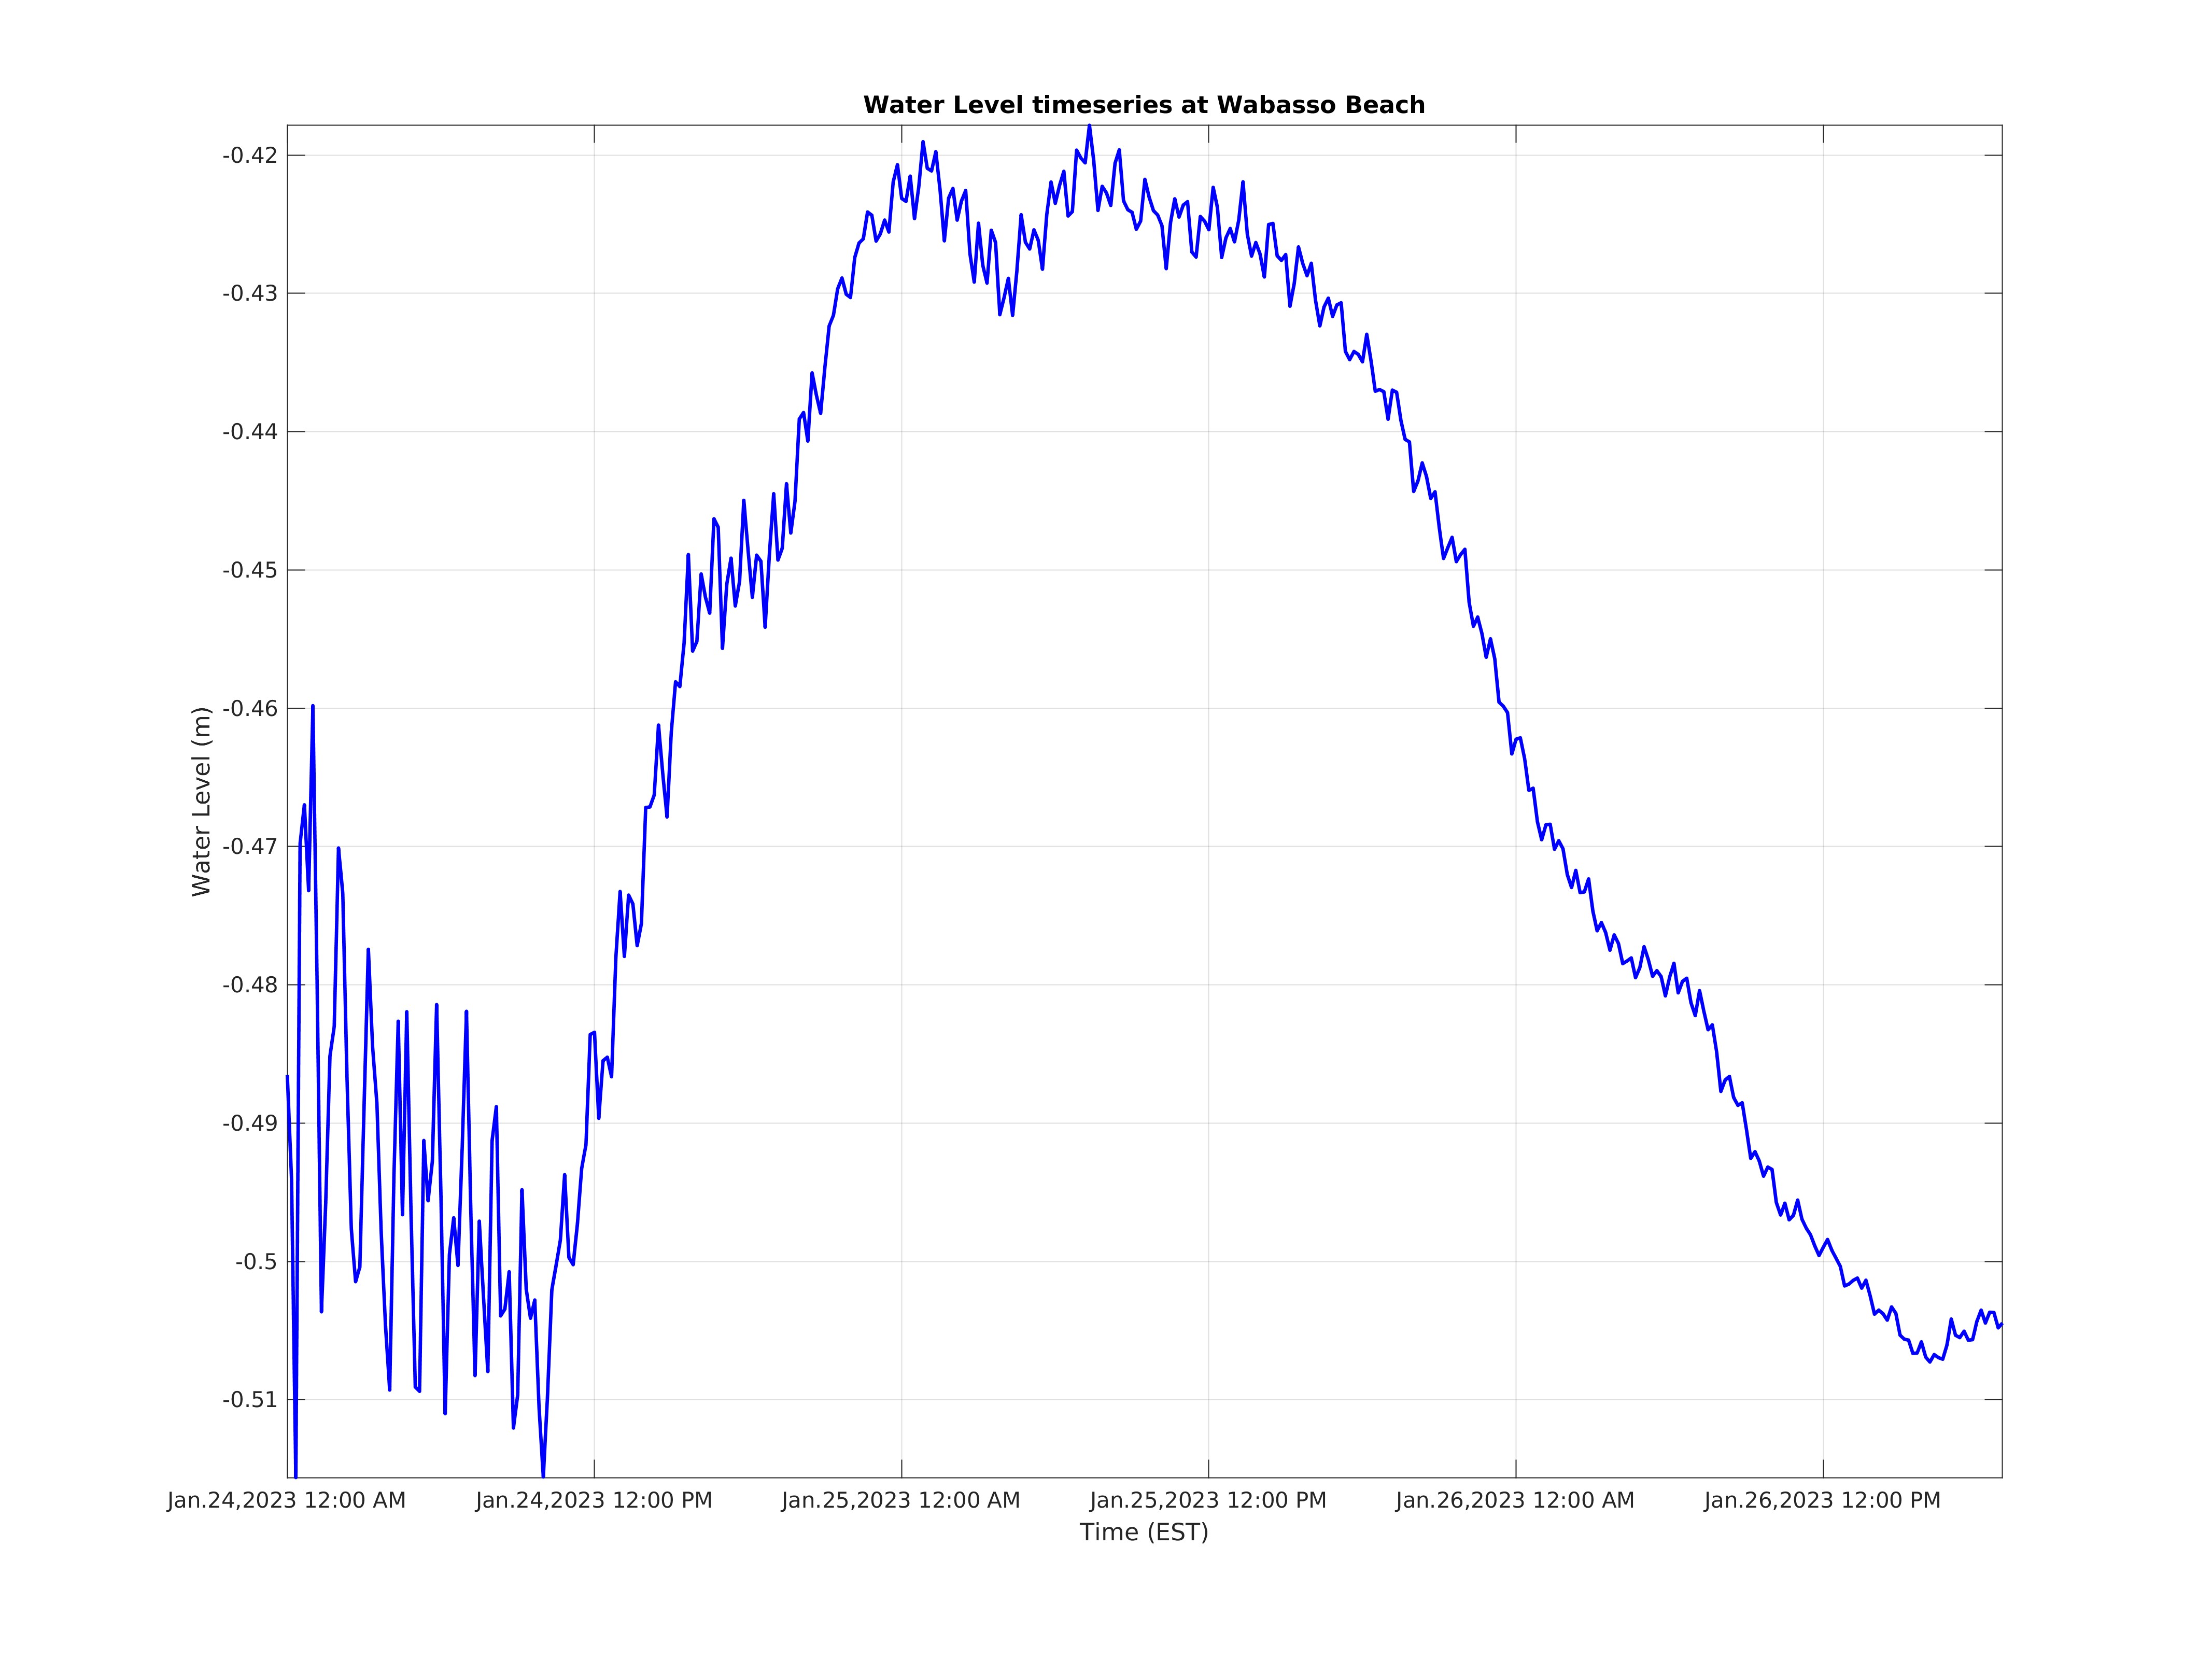 Water Level timeseries at Wabasso Beach
-0.42
-0.43
-0.44
-0.45
-0.46
-0.47
-0.48
-0.49
-0.5
-0.51
Water Level (m)
Jan.24,2023 12:00 AM Jan.24,2023 12:00 PM Jan.25,2023 12:00 AM Jan.25,2023 12:00 PM Jan.26,2023 12:00 AM Jan.26,2023 12:00 PM
Time (EST)